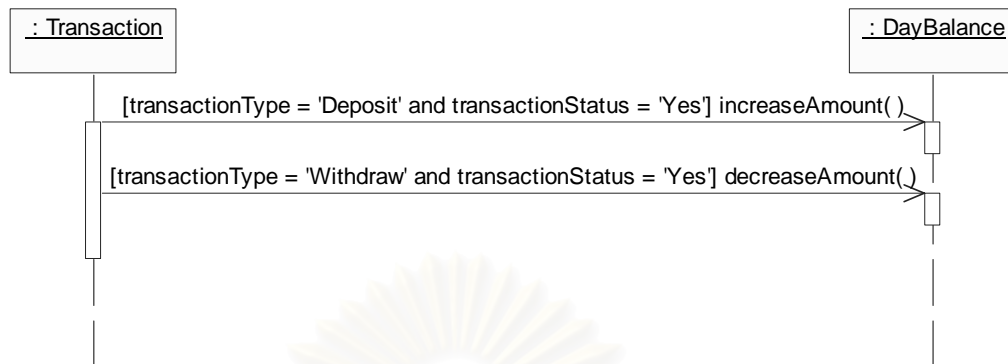 : Transaction
: DayBalance
[transactionType = 'Deposit' and transactionStatus = 'Yes'] increaseAmount( )
[transactionType = 'Withdraw' and transactionStatus = 'Yes'] decreaseAmount( )